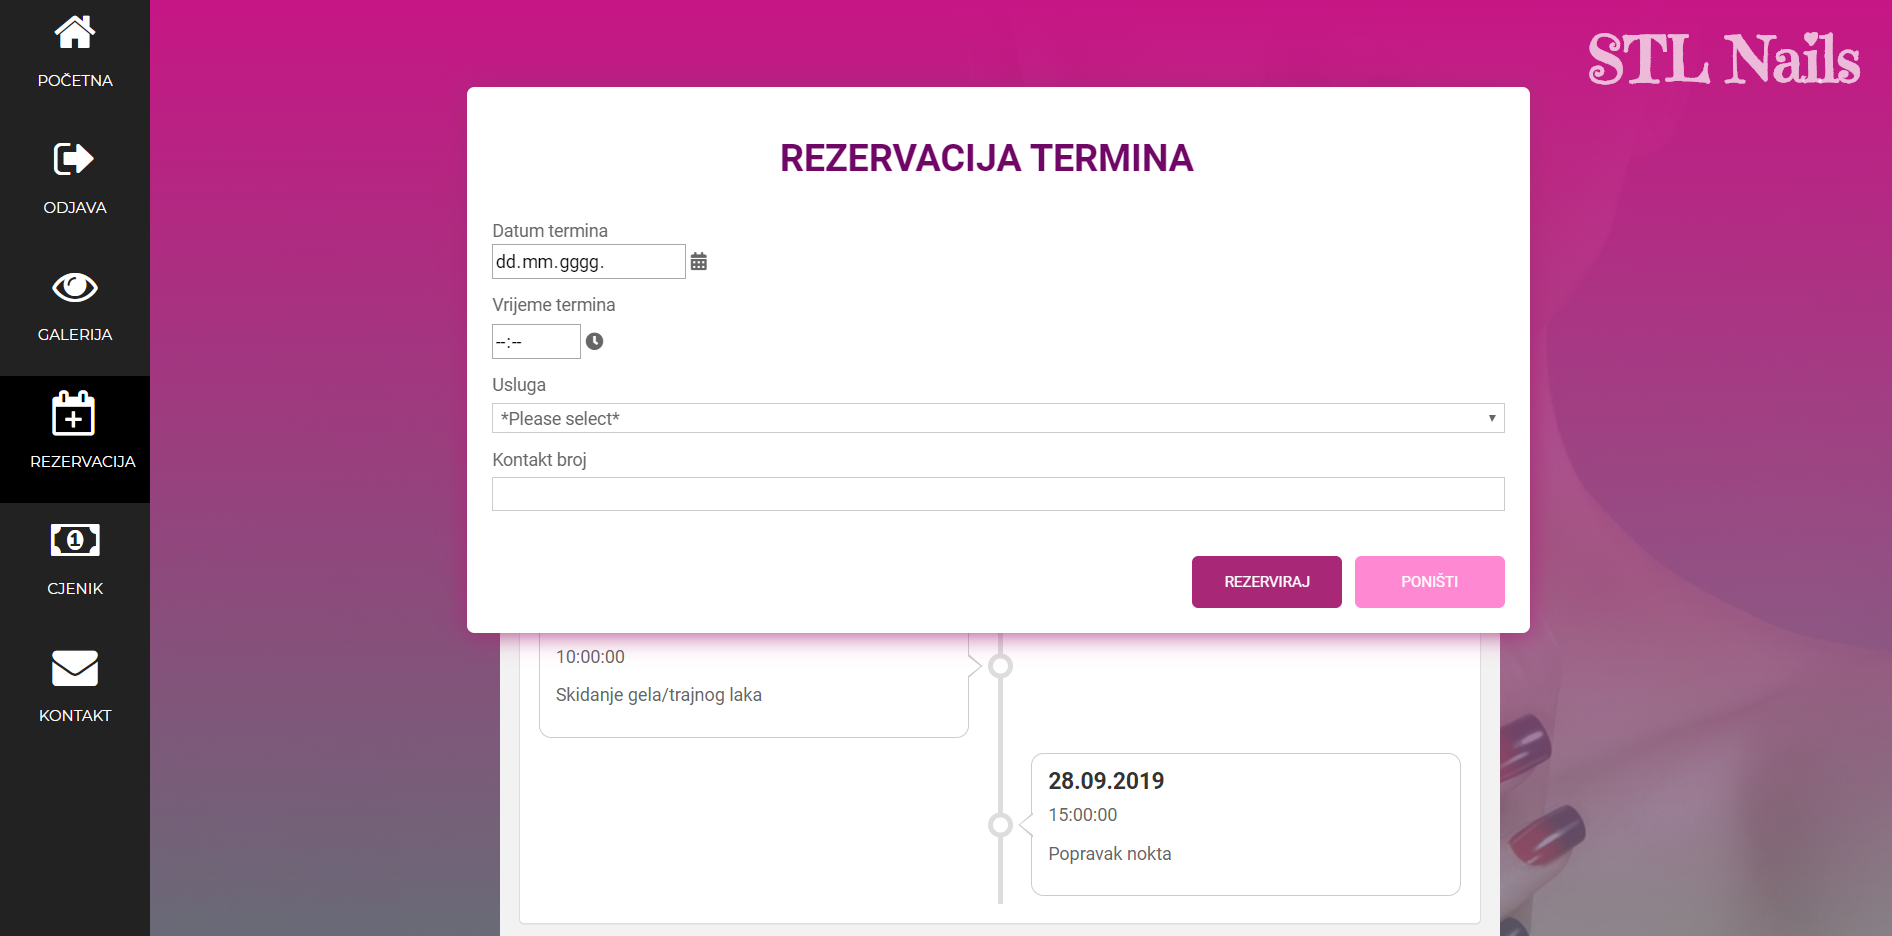 POČETNA
ODJAVA
GALERIJA
REZERVACIJA
CJENIK
KONTAKT
STL Nails
REZERVACIJA TERMINA
Datum termina
dd.mm.gggg.
Vrijeme termina
--:--
Usluga
*Please select*
Kontakt broj
REZERVIRAJ
PONIŠTI
10:00:00
Skidanje gela/trajnog laka
28.09.2019
15:00:00
Popravak nokta